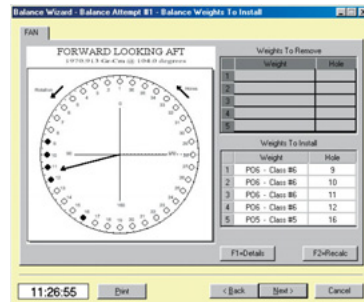 Balance Wizard - Balance Attempt #1 - Balance Weights To Install
FAN
FORWARD LOOKING AFT
Rotation
Weights To Remove
Weight Hole
1
2
3
4
5
Weights To Install
Weight Hole
1 P06 - Class #6 9
2 P06 - Class #6 10
3 P06 - Class #6 11
4 P06 - Class #6 12
5 P05 - Class #5 16
F1=Details
F2=Recalc
11:26:55
Print
< Back
Next >
Cancel